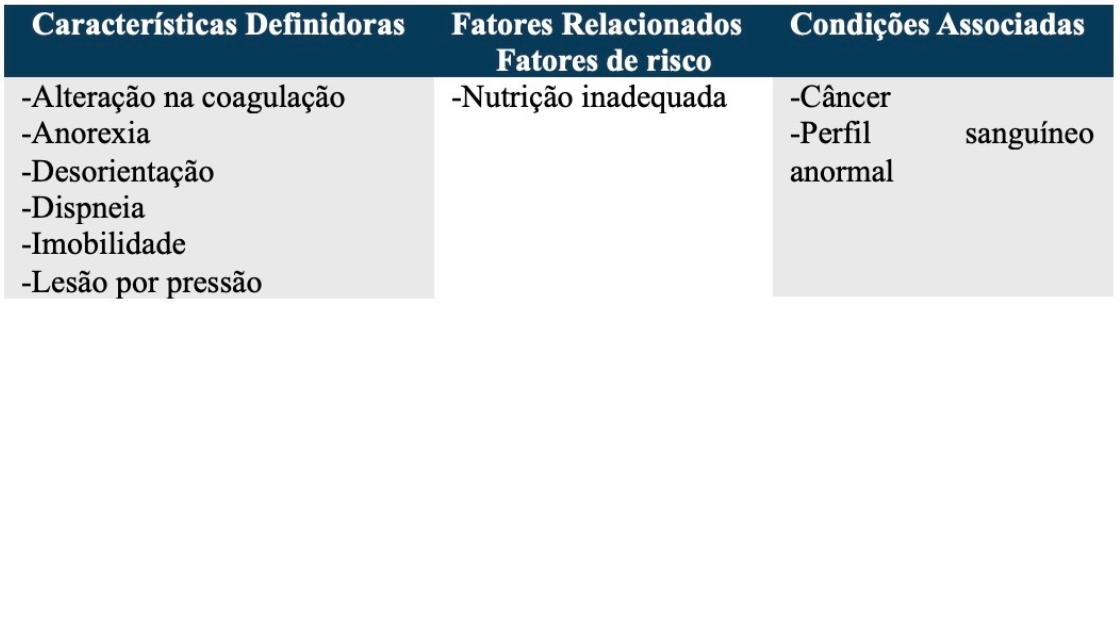 Características Definidoras
Fatores Relacionados
Fatores de risco
Condições Associadas
-Alteração na coagulação
-Anorexia
-Desorientação
-Dispneia
-Imobilidade
-Lesão por pressão
-Nutrição inadequada
-Câncer
-Perfil sanguíneo
anormal